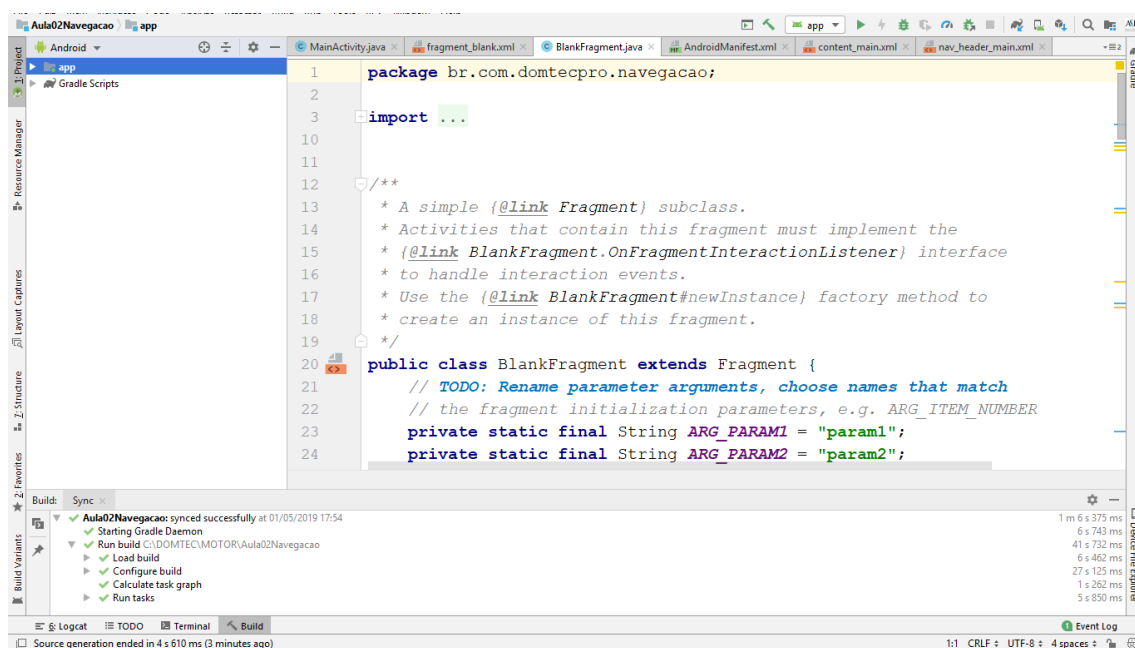 Aula02Navegacao app
app
Android
MainActivity.java fragment_blank.xml BlankFragment.java AndroidManifest.xml content_main.xml nav_header_main.xml
2
1: Project
Resource Manager
Layout Captures
Z: Structure
2: Favorites
Build Variants
app
Gradle Scripts
1 package br.com.domtecpro.navegacao;
2
3 import ...
10
11
12 /**
13 * A simple {@link Fragment} subclass.
14 * Activities that contain this fragment must implement the
15 * {@link BlankFragment.OnFragmentInteractionListener} interface
16 * to handle interaction events.
17 * Use the {@link BlankFragment#newInstance} factory method to
18 * create an instance of this fragment.
19 */
20 public class BlankFragment extends Fragment {
21 // TODO: Rename parameter arguments, choose names that match
22 // the fragment initialization parameters, e.g. ARG_ITEM_NUMBER
23 private static final String ARG_PARAM1 = "param1";
24 private static final String ARG_PARAM2 = "param2";
Gradle
Device File Explorer
Build: Sync
Aula02Navegacao: synced successfully at 01/05/2019 17:54 1 m 6 s 375 ms
Starting Gradle Daemon 6 s 743 ms
Run build C:\DOMTEC\MOTOR\Aula02Navegacao 41 s 732 ms
Load build 6 s 462 ms
Configure build 27 s 125 ms
Calculate task graph 1 s 262 ms
Run tasks 5 s 850 ms
6: Logcat TODO Terminal Build 1 Event Log
Source generation ended in 4 s 610 ms (3 minutes ago) 1:1 CRLF UTF-8 4 spaces